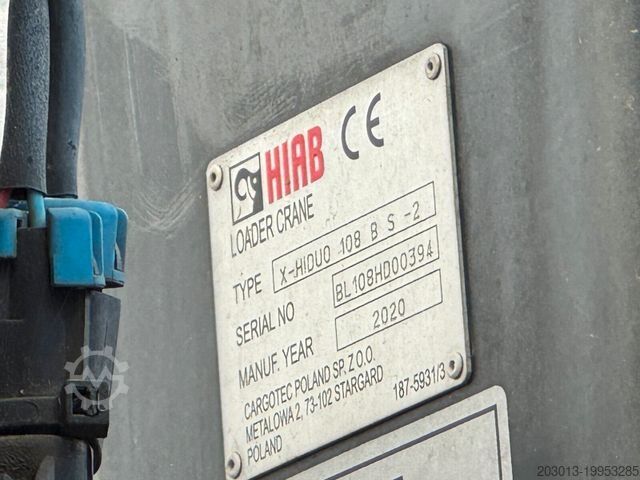 HIAB CE
LOADER CRANE
TYPE X-HIDUO 108 B S -2
SERIAL NO BL108HD00394
MANUF. YEAR 2020
CARGOTEC POLAND SP. Z O.O.
METALOWA 2, 73-102 STARGARD
POLAND
187-5931/3
203013-19953285